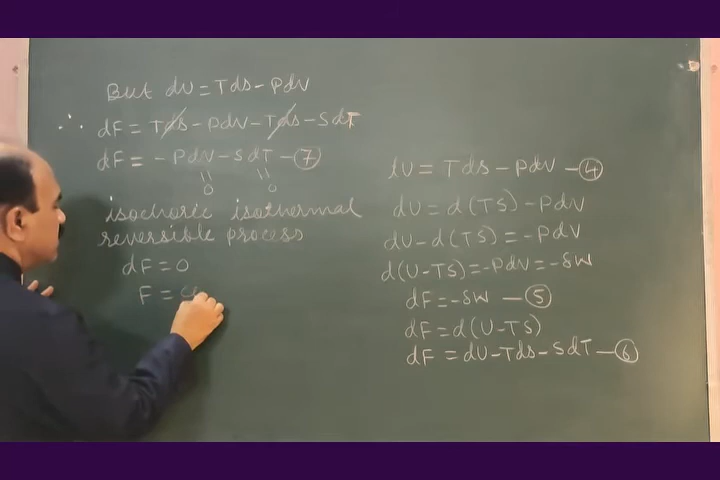 But dU = Tds - PdV
∴ dF = Tds - PdV - Tds - SdT
dF = - PdV - SdT - ⑦
= =
0 0
isochoric isothermal
reversible process
dF = 0
F =
dU = Tds - PdV - ④
dU = d(TS) - PdV
dU - d(TS) = - PdV
d(U-TS) = - PdV = - δW
dF = - δW - ⑤
dF = d(U-TS)
dF = dU - Tds - SdT - ⑥